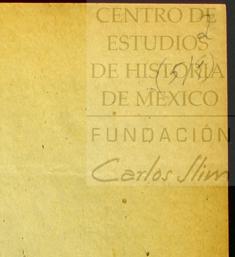 CENTRO DE
ESTUDIOS
DE HISTORIA
DE MÉXICO
FUNDACIÓN
Carlos Slim